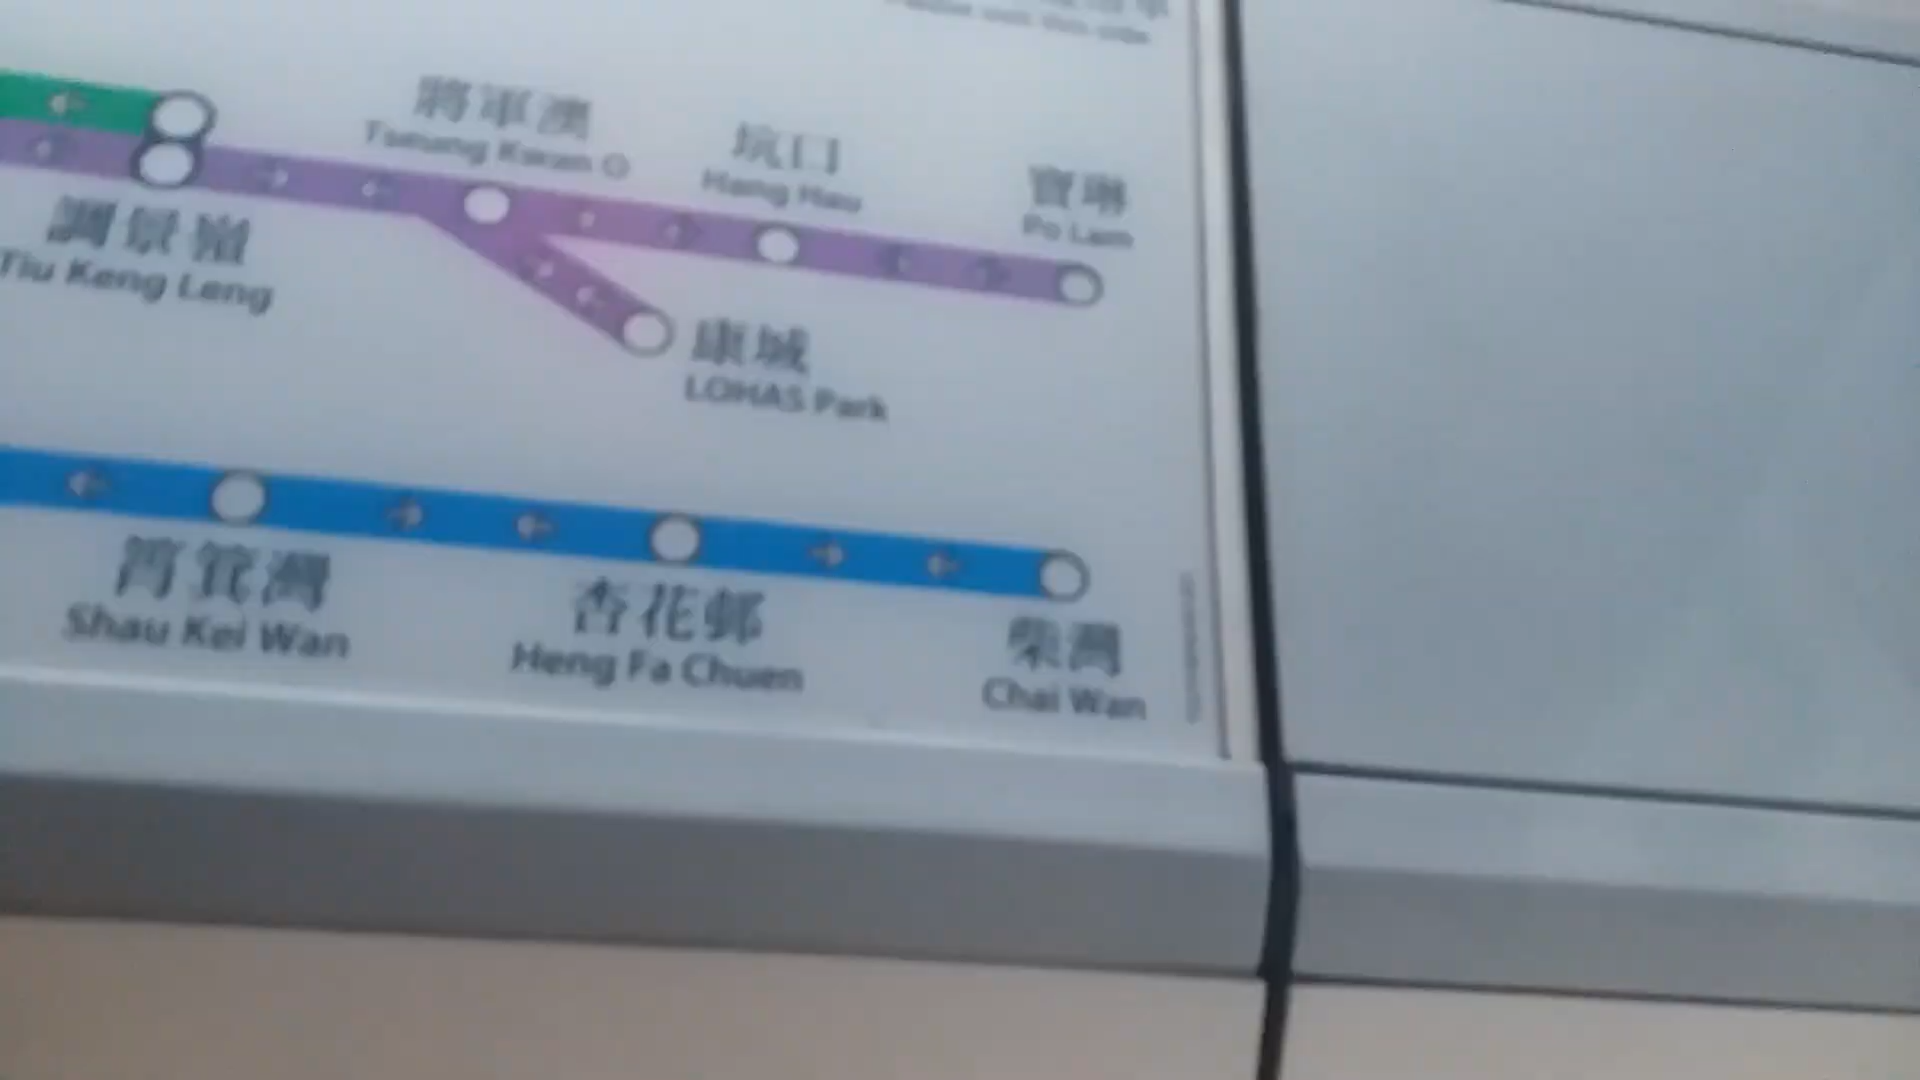 將軍澳
Tseung Kwan O
坑口
Hang Hau
寶琳
Po Lam
調景嶺
Tiu Keng Leng
康城
LOHAS Park
筲箕灣
Shau Kei Wan
杏花邨
Heng Fa Chuen
柴灣
Chai Wan